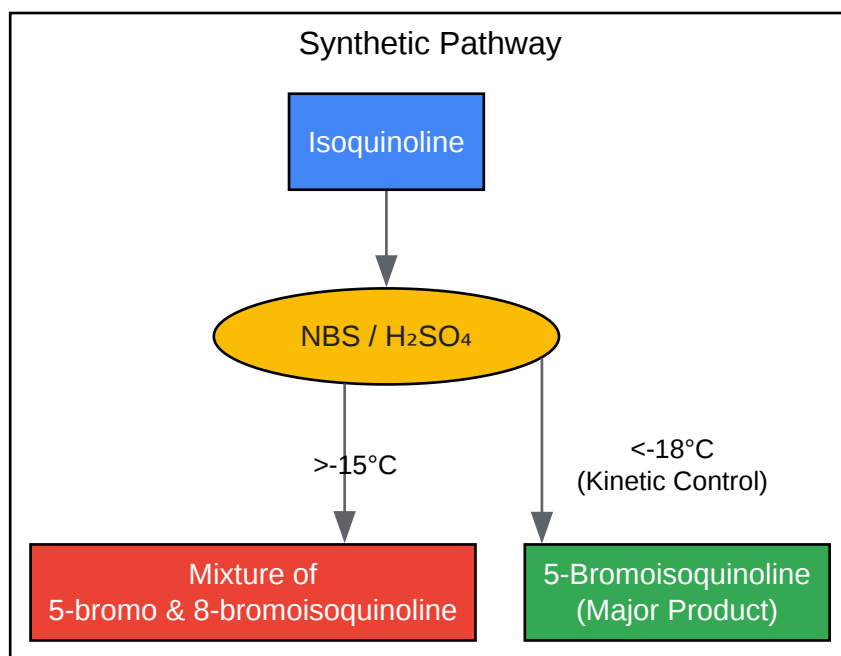 Synthetic Pathway
Isoquinoline
NBS / H₂SO₄
>-15°C
<-18°C
(Kinetic Control)
Mixture of
5-bromo & 8-bromoisoquinoline
5-Bromoisoquinoline
(Major Product)